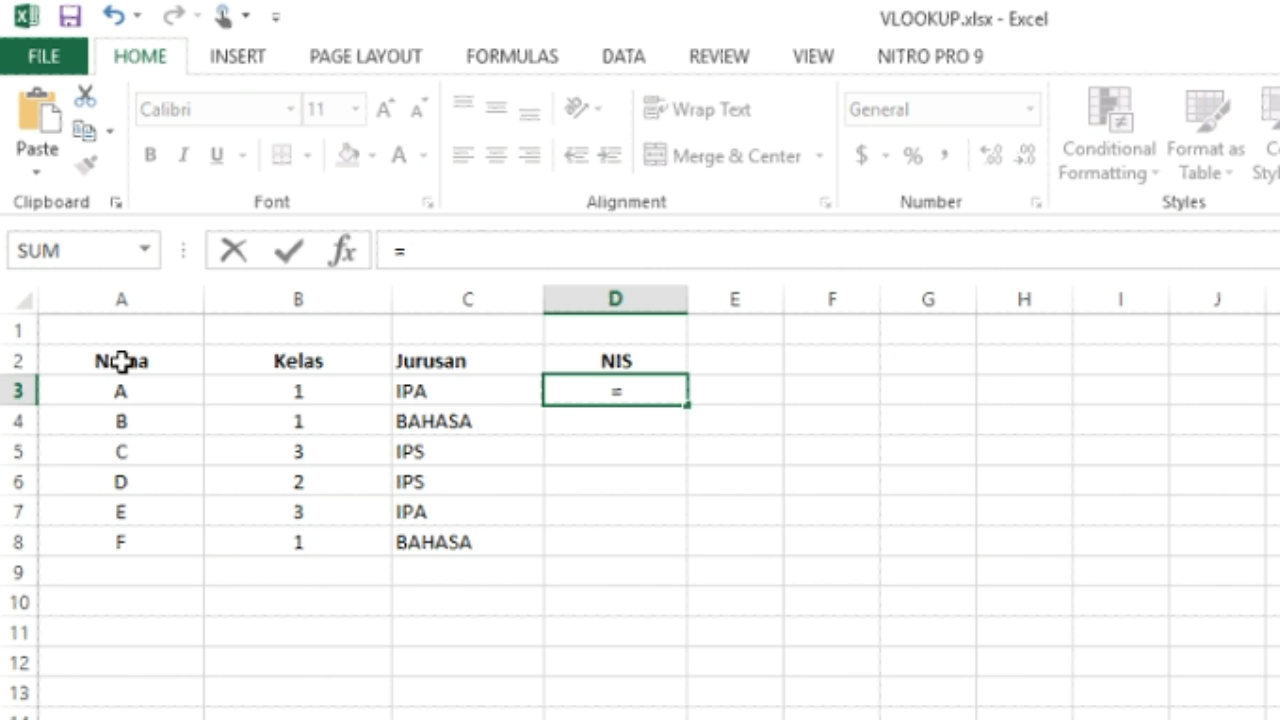 VLOOKUP.xlsx - Excel
FILE HOME INSERT PAGE LAYOUT FORMULAS DATA REVIEW VIEW NITRO PRO 9
Paste
Clipboard
Calibri 11
B I U A
Font
Wrap Text
Merge & Center
Alignment
General
$ % ,
Number
Conditional Formatting
Format as Table
Styles
SUM fx =
A B C D E F G H I J
1
2 Kelas Jurusan NIS
3 A 1 IPA =
4 B 1 BAHASA
5 C 3 IPS
6 D 2 IPS
7 E 3 IPA
8 F 1 BAHASA
9
10
11
12
13